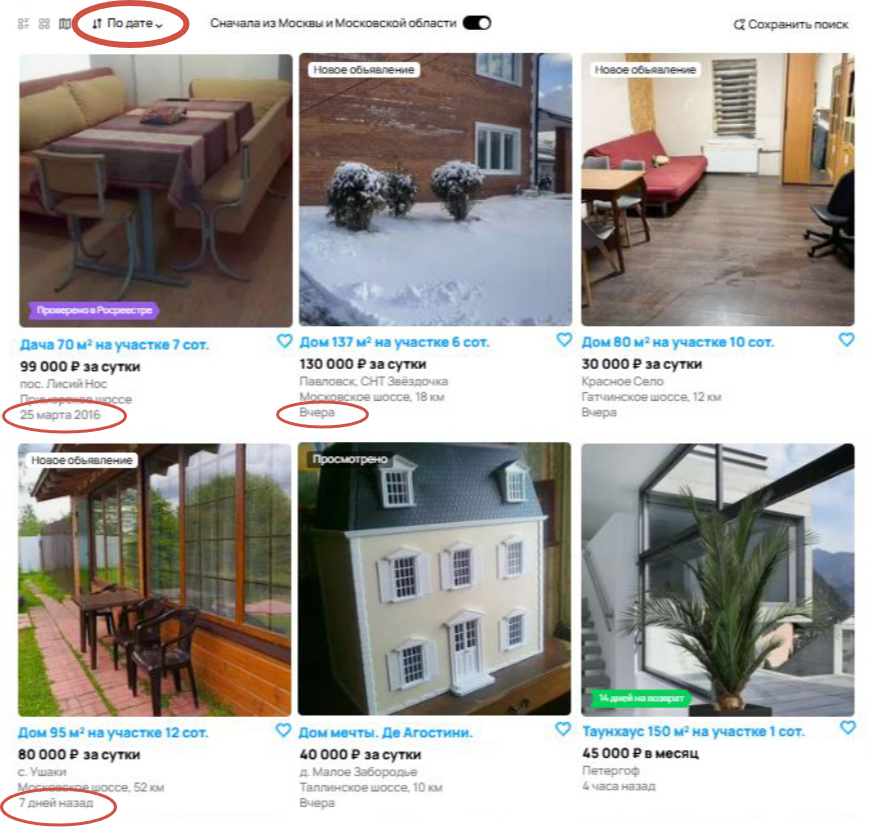 По дате
Сначала из Москвы и Московской области
Сохранить поиск
Проверено в Росреестре
Дача 70 м² на участке 7 сот.
99 000 ₽ за сутки
пос. Лисий Нос
Приморское шоссе
25 марта 2016
Новое объявление
Дом 137 м² на участке 6 сот.
130 000 ₽ за сутки
Павловск, СНТ Звёздочка
Московское шоссе, 18 км
Вчера
Новое объявление
Дом 80 м² на участке 10 сот.
30 000 ₽ за сутки
Красное Село
Гатчинское шоссе, 12 км
Вчера
Новое объявление
Дом 95 м² на участке 12 сот.
80 000 ₽ за сутки
с. Ушаки
Московское шоссе, 52 км
7 дней назад
Просмотрено
Дом мечты. Де Агостини.
40 000 ₽ за сутки
д. Малое Забородье
Таллинское шоссе, 10 км
Вчера
14 дней на возврат
Таунхаус 150 м² на участке 1 сот.
45 000 ₽ в месяц
Петергоф
4 часа назад